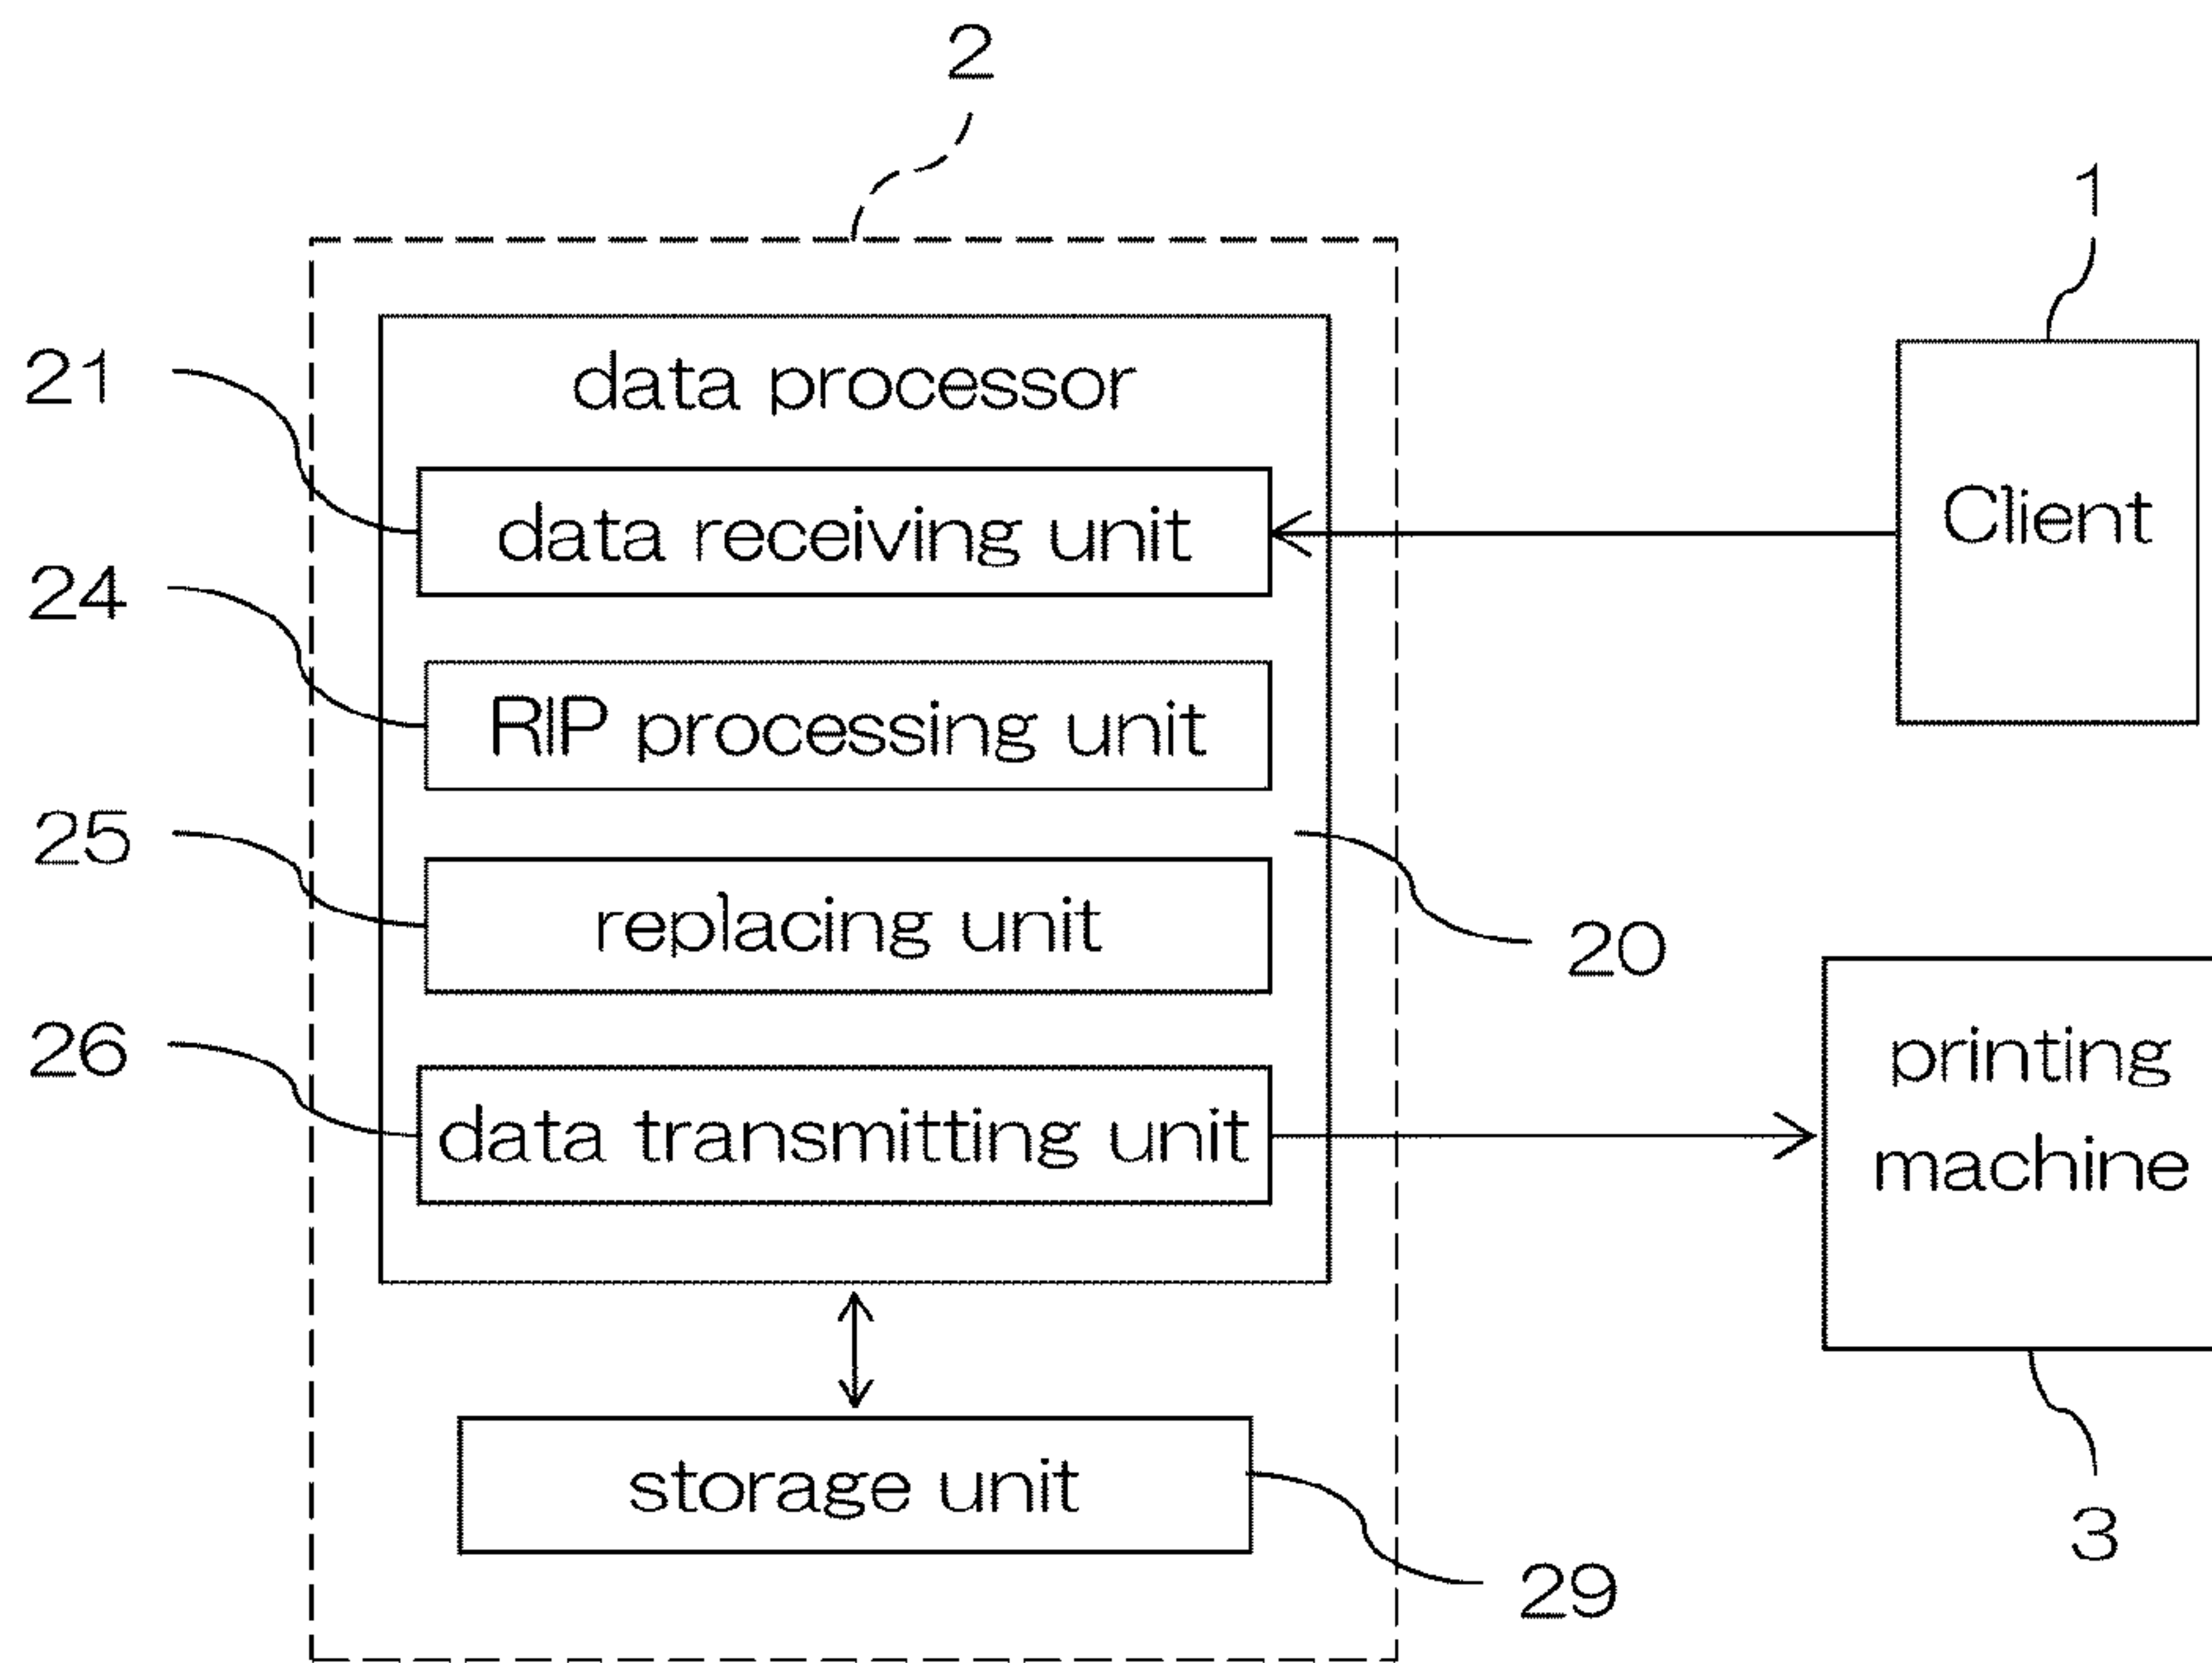 2
1
21
data processor
data receiving unit
Client
24
RIP processing unit
25
replacing unit
20
26
data transmitting unit
printing
machine
storage unit
3
29